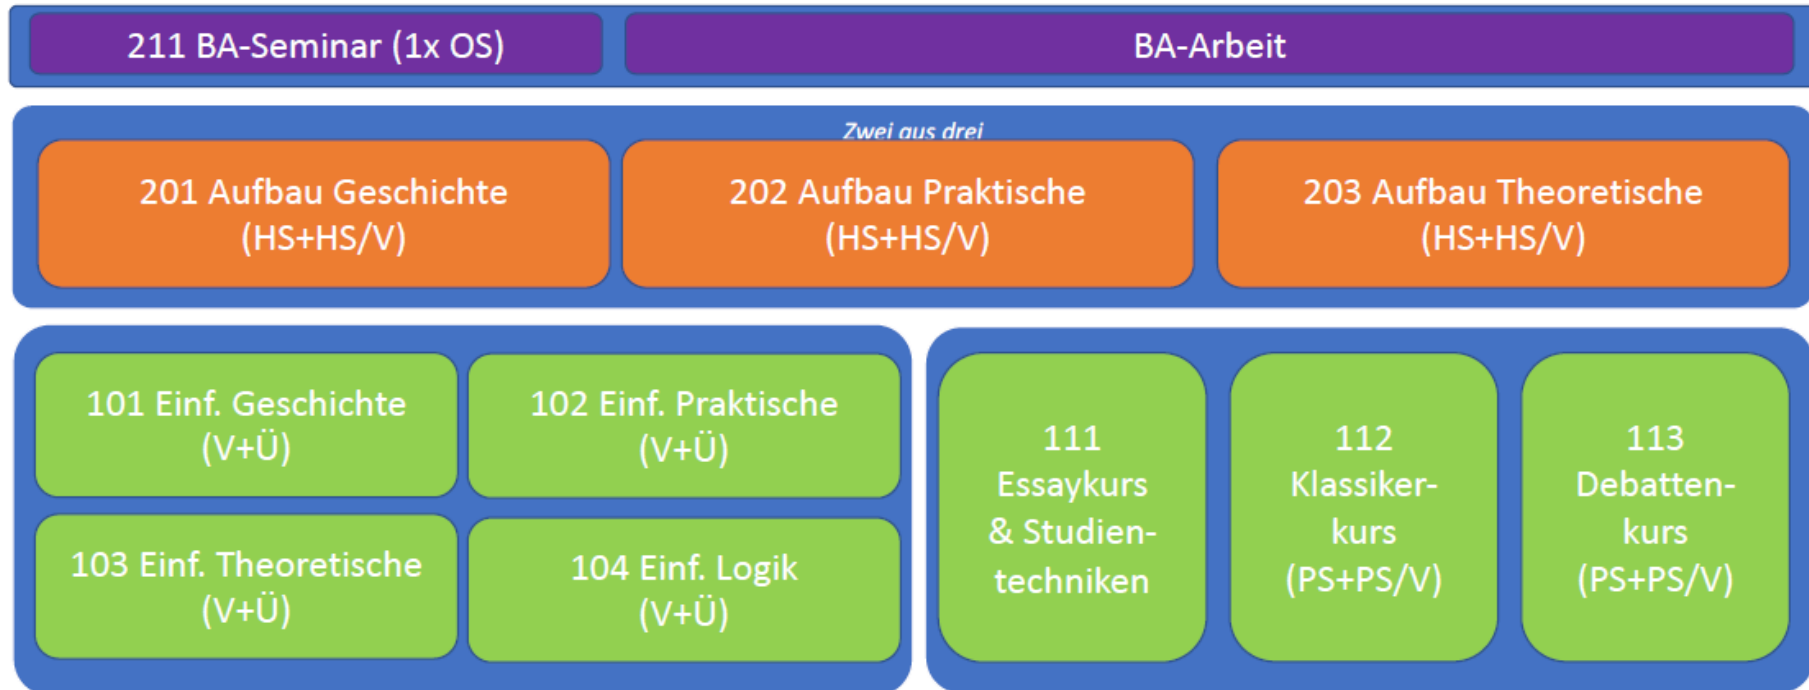 211 BA-Seminar (1x OS)
BA-Arbeit
Zwei aus drei
201 Aufbau Geschichte
(HS+HS/V)
202 Aufbau Praktische
(HS+HS/V)
203 Aufbau Theoretische
(HS+HS/V)
101 Einf. Geschichte
(V+Ü)
102 Einf. Praktische
(V+Ü)
103 Einf. Theoretische
(V+Ü)
104 Einf. Logik
(V+Ü)
111
Essaykurs
& Studien-
techniken
112
Klassiker-
kurs
(PS+PS/V)
113
Debatten-
kurs
(PS+PS/V)